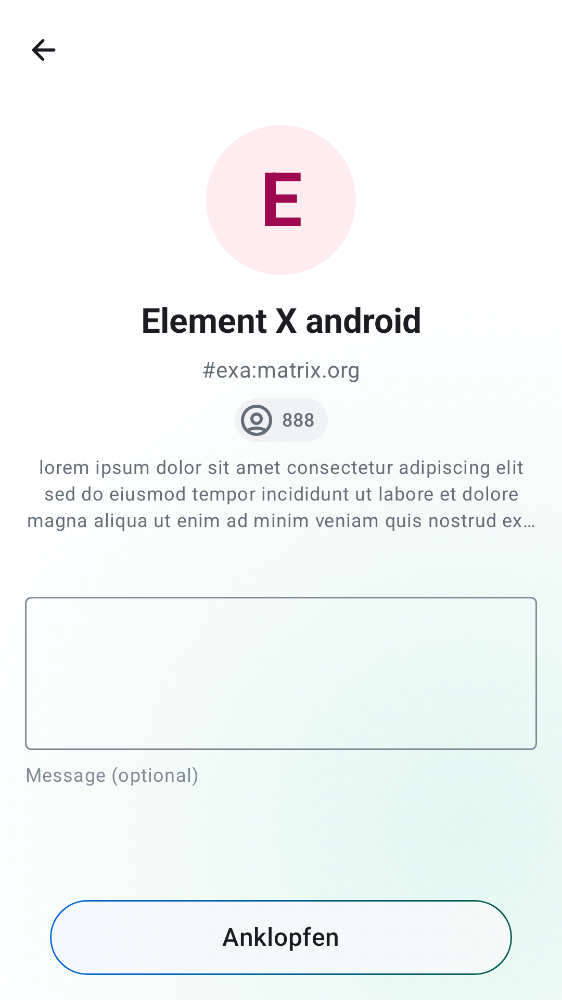 E
Element X android
#exa:matrix.org
888
lorem ipsum dolor sit amet consectetur adipiscing elit
sed do eiusmod tempor incididunt ut labore et dolore
magna aliqua ut enim ad minim veniam quis nostrud ex…
Message (optional)
Anklopfen